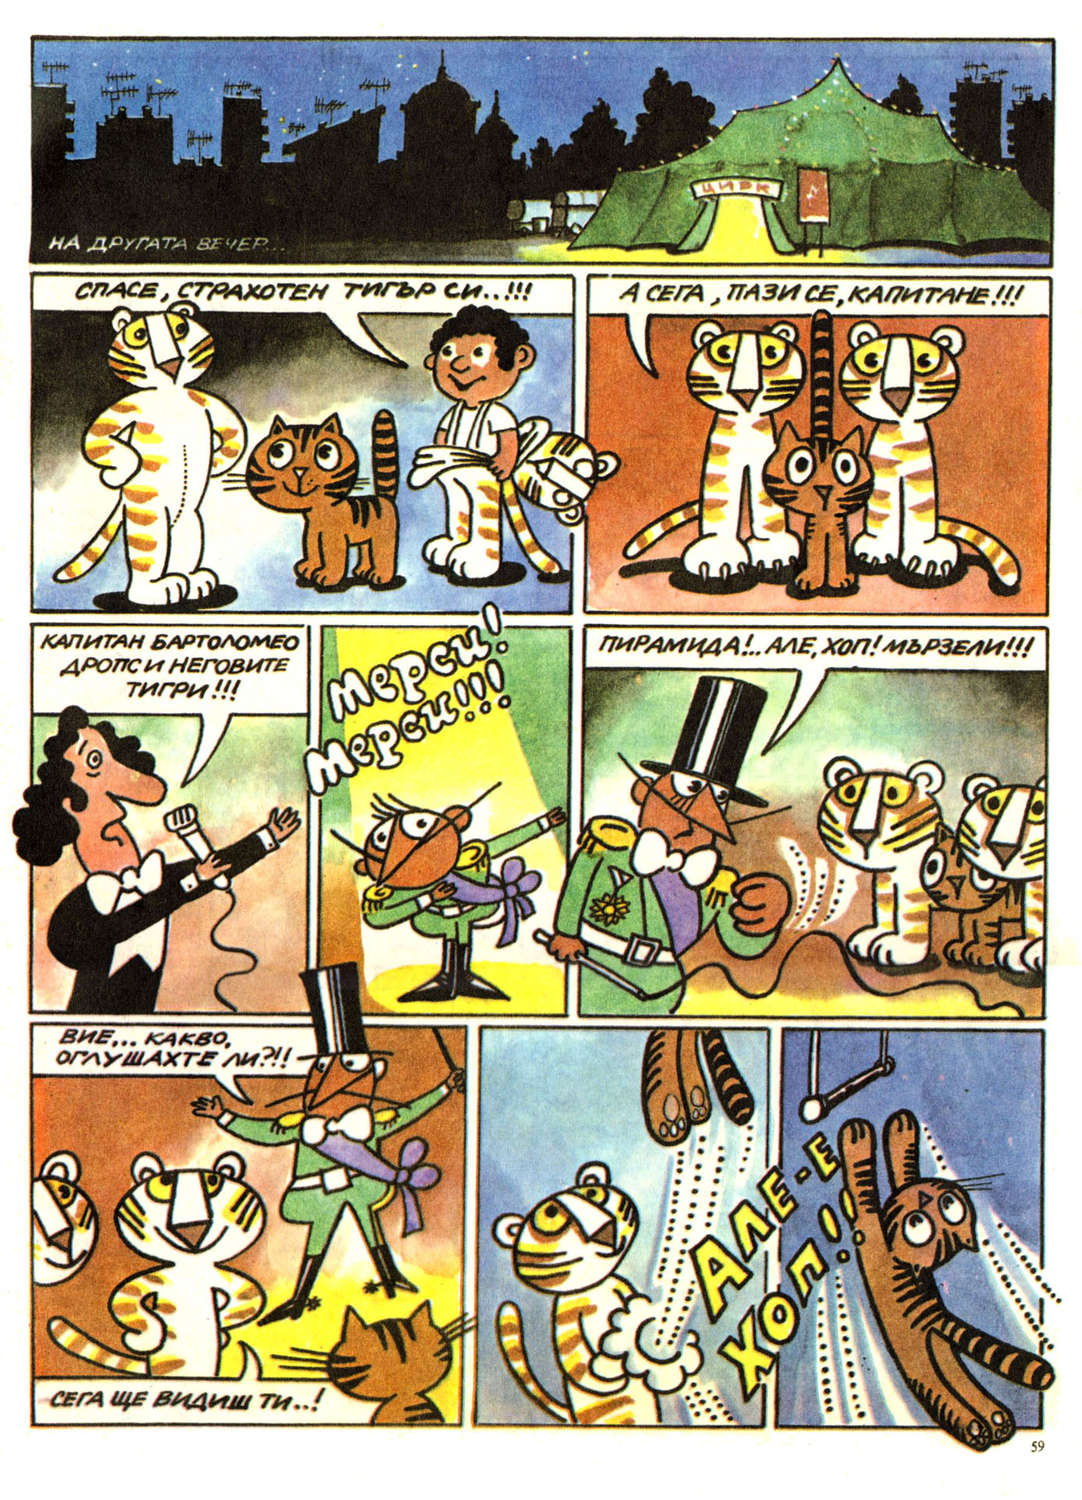 ЦИРК
НА ДРУГАТА ВЕЧЕР...
СПАСЕ, СТРАХОТЕН ТИГЪР СИ..!!!
А СЕГА, ПАЗИ СЕ, КАПИТАНЕ!!!
КАПИТАН БАРТОЛОМЕО
ДРОПС И НЕГОВИТЕ
ТИГРИ!!!
Мерси!
Мерси!!!
ПИРАМИДА!.. АЛЕ, ХОП! МЪРЗЕЛИ!!!
ВИЕ... КАКВО,
ОГЛУШАХТЕ ЛИ?!!
СЕГА ЩЕ ВИДИШ ТИ..!
АЛЕ-Е
ХОП!!
59